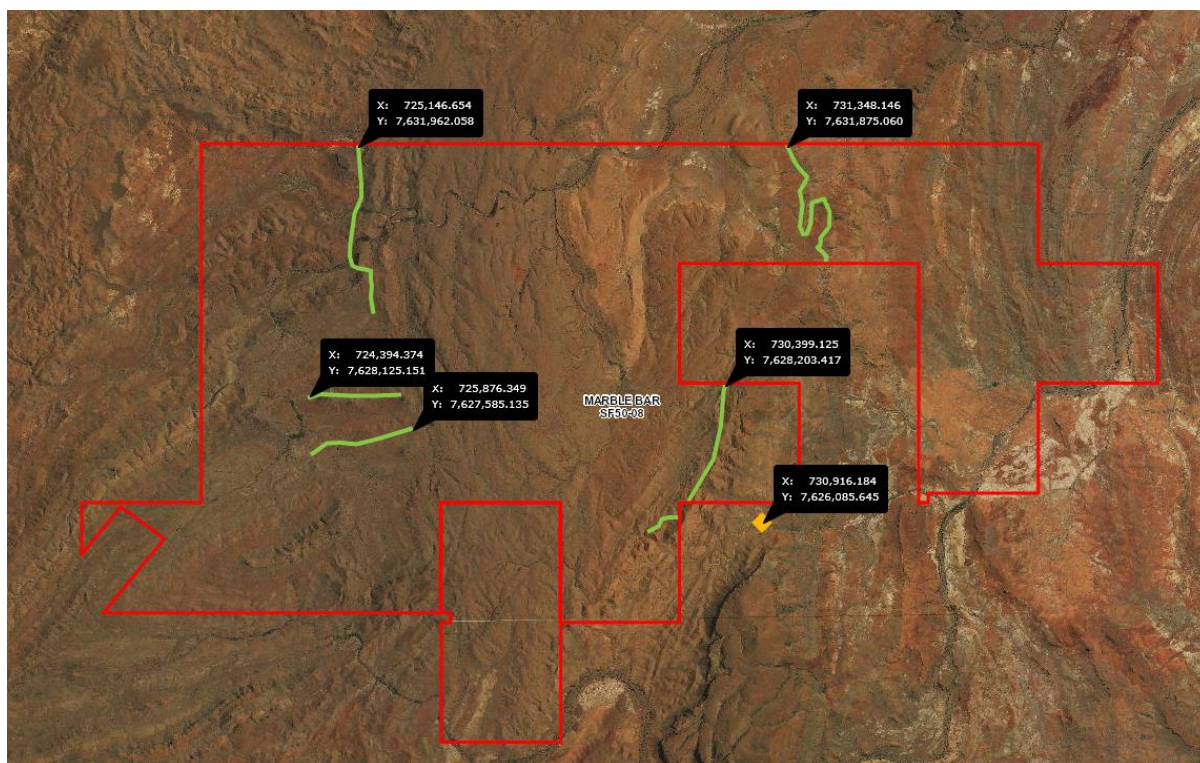 X: 725,146.654
Y: 7,631,962.058
X: 731,348.146
Y: 7,631,875.060
X: 724,394.374
Y: 7,628,125.151
X: 725,876.349
Y: 7,627,585.135
X: 730,399.125
Y: 7,628,203.417
MARBLE BAR
SF50-08
X: 730,916.184
Y: 7,626,085.645